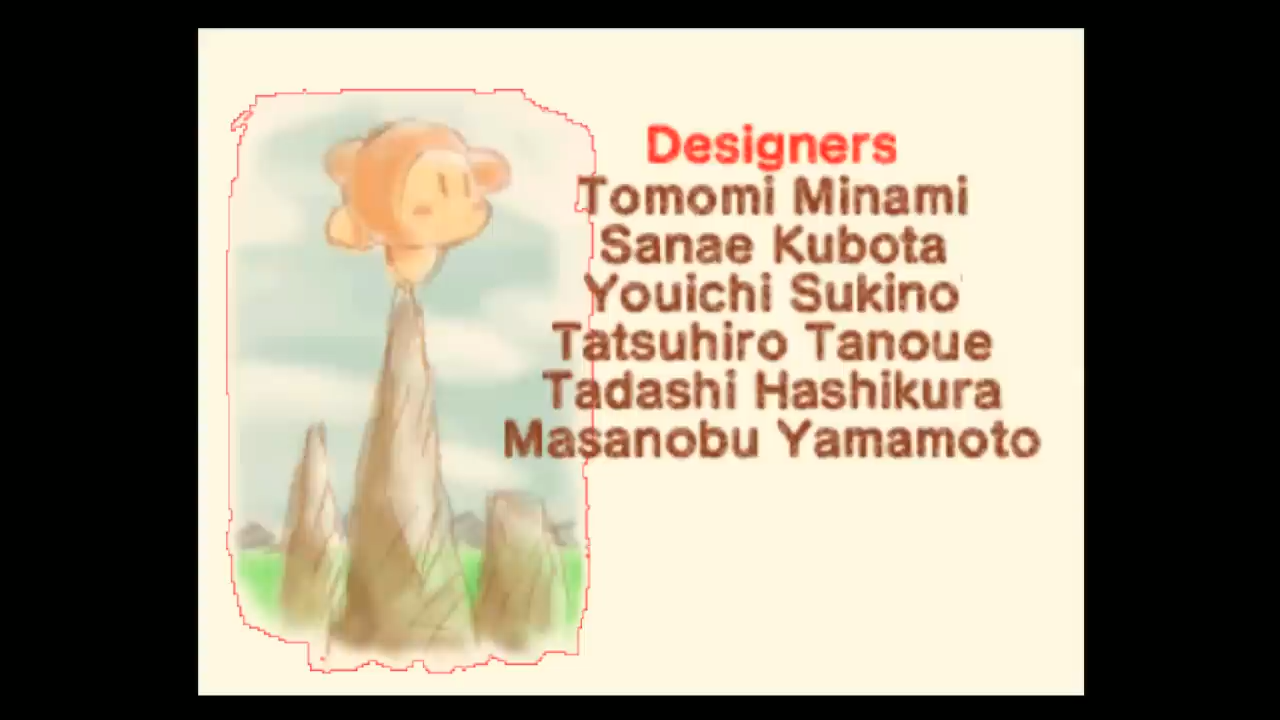 Designers
Tomomi Minami
Sanae Kubota
Youichi Sukino
Tatsuhiro Tanoue
Tadashi Hashikura
Masanobu Yamamoto